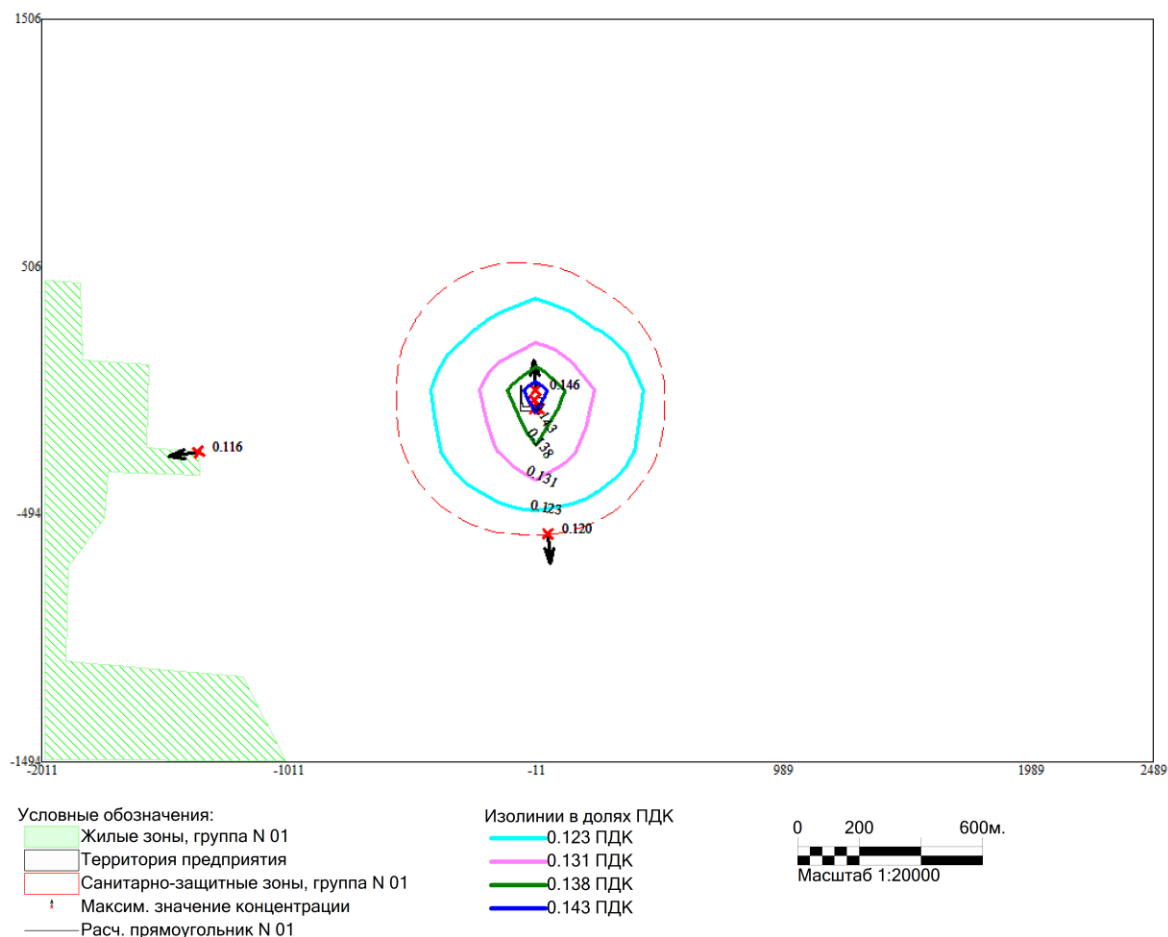 1506
506
0.146
0.143
0.138
0.116
0.131
-494
0.123
0.120
-1494
-2011 -1011 -11 989 1989 2489
Условные обозначения:
Жилые зоны, группа N 01
Территория предприятия
Санитарно-защитные зоны, группа N 01
Максим. значение концентрации
Расч. прямоугольник N 01
Изолинии в долях ПДК
0.123 ПДК
0.131 ПДК
0.138 ПДК
0.143 ПДК
0 200 600м.
Масштаб 1:20000